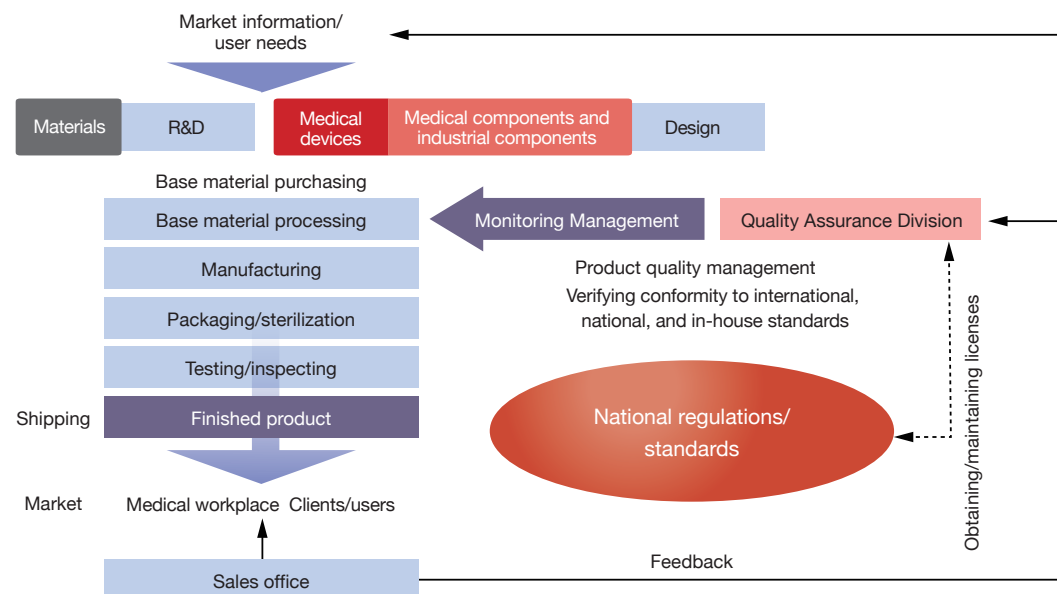 Market information/
user needs
Materials
R&D
Medical
devices
Medical components and
industrial components
Design
Base material purchasing
Base material processing
Monitoring Management
Quality Assurance Division
Manufacturing
Product quality management
Verifying conformity to international,
national, and in-house standards
Packaging/sterilization
Testing/inspecting
Shipping
Finished product
National regulations/
standards
Obtaining/maintaining licenses
Market
Medical workplace Clients/users
Feedback
Sales office